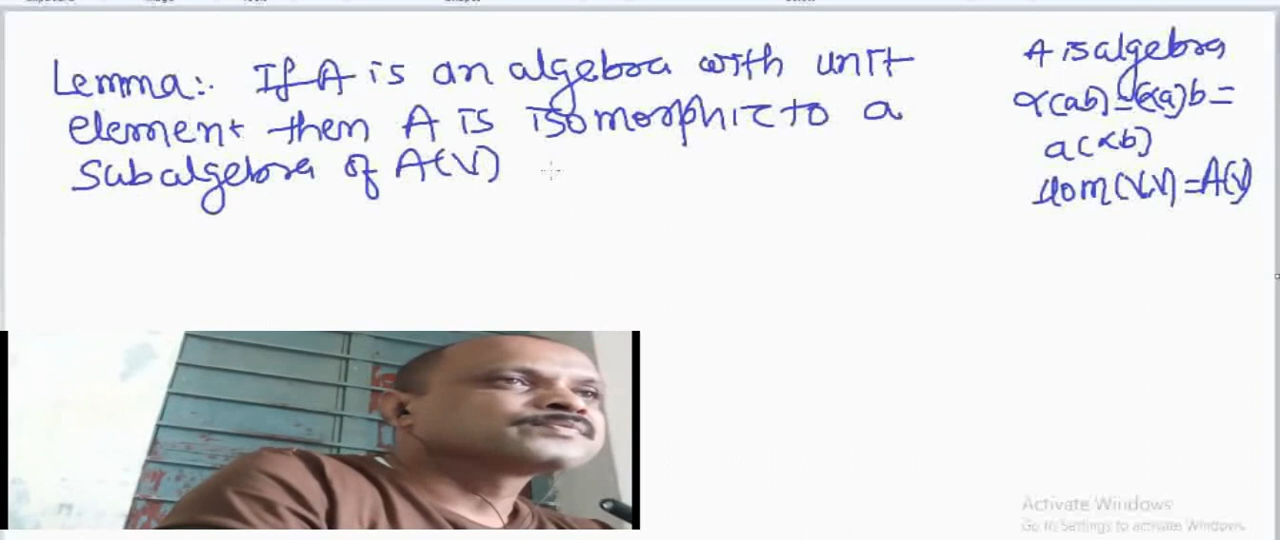 Lemma:. If A is an algebra with unit
element then A is isomorphic to a
subalgebra of A(V)
A is algebra
α(ab) = (αa)b =
a(αb)
Hom(V,V) = A(V)
Activate Windows
Go to Settings to activate Windows.